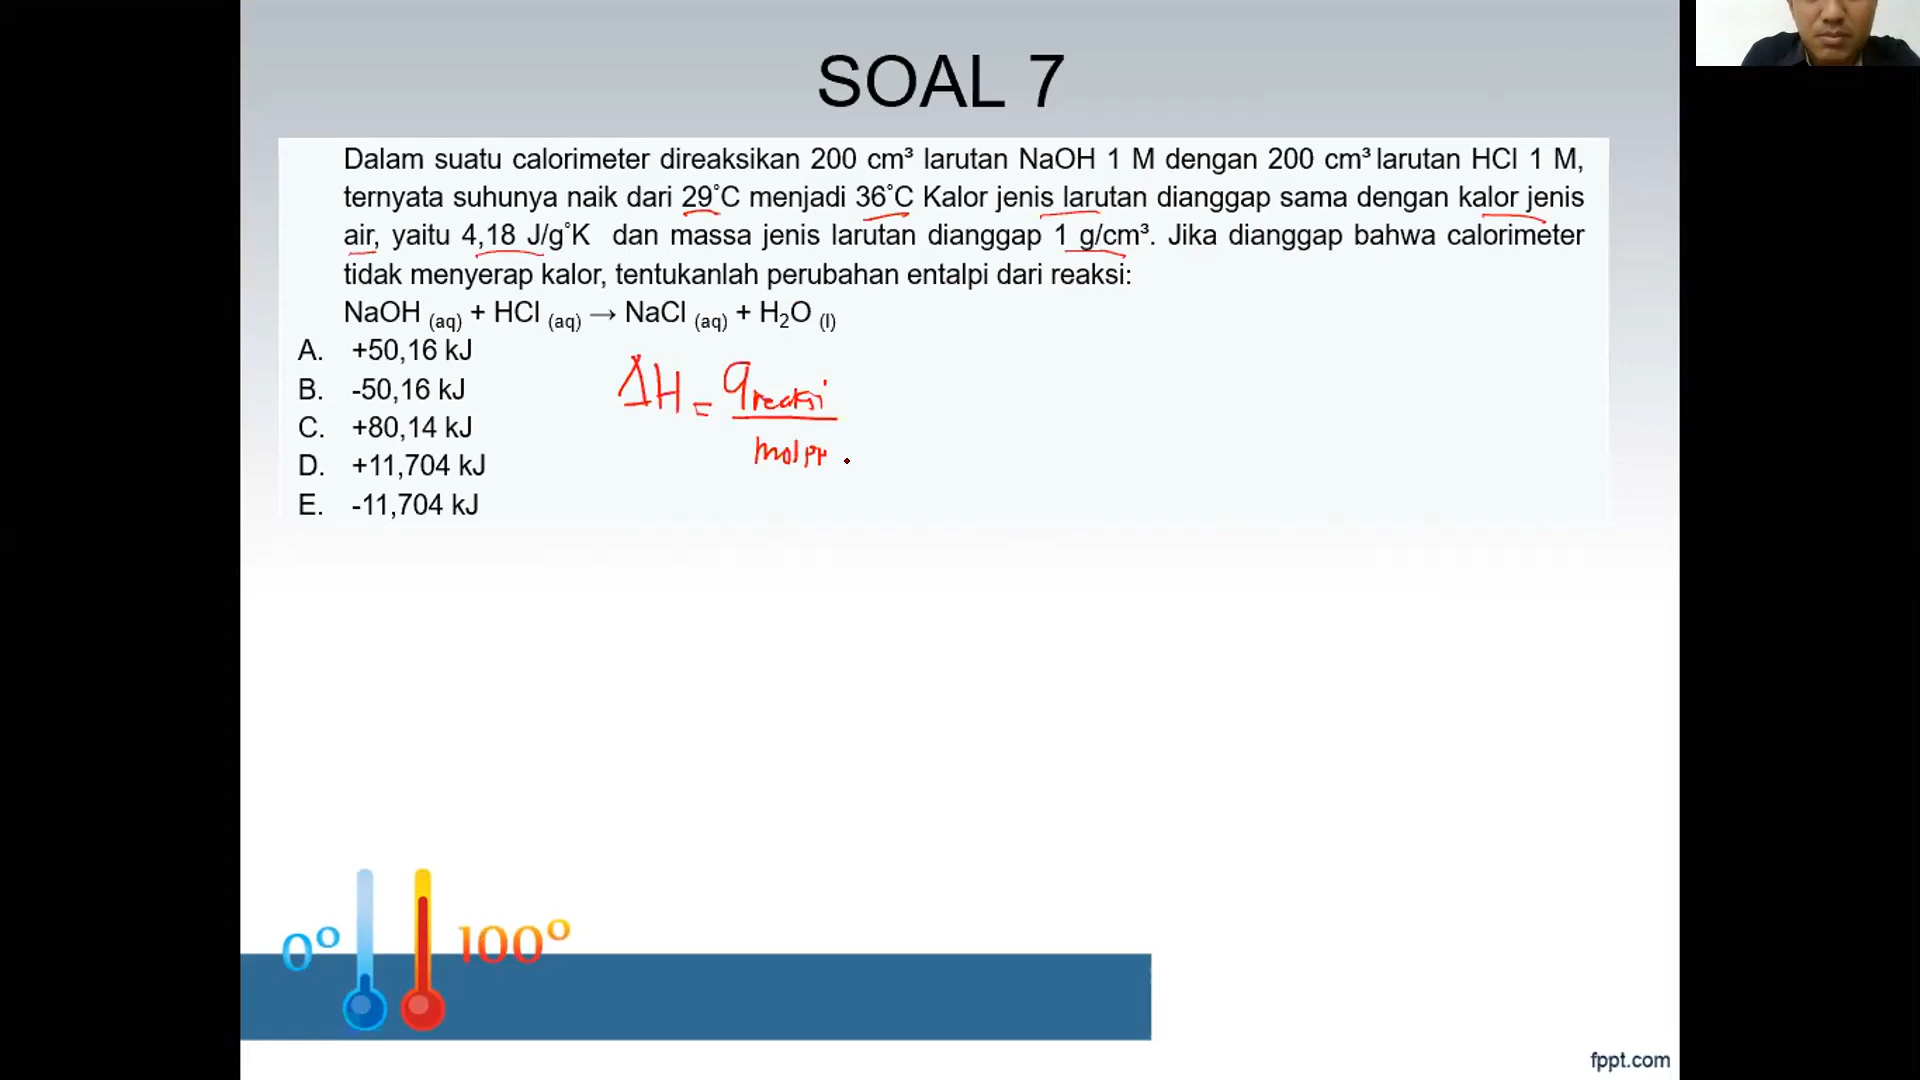 SOAL 7
Dalam suatu calorimeter direaksikan 200 cm³ larutan NaOH 1 M dengan 200 cm³ larutan HCl 1 M,
ternyata suhunya naik dari 29˚C menjadi 36˚C Kalor jenis larutan dianggap sama dengan kalor jenis
air, yaitu 4,18 J/g˚K dan massa jenis larutan dianggap 1 g/cm³. Jika dianggap bahwa calorimeter
tidak menyerap kalor, tentukanlah perubahan entalpi dari reaksi:
NaOH (aq) + HCl (aq) → NaCl (aq) + H₂O (l)
A. +50,16 kJ
B. -50,16 kJ
C. +80,14 kJ
D. +11,704 kJ
E. -11,704 kJ
ΔH = qreaksi
mol pr
0° 100°
fppt.com